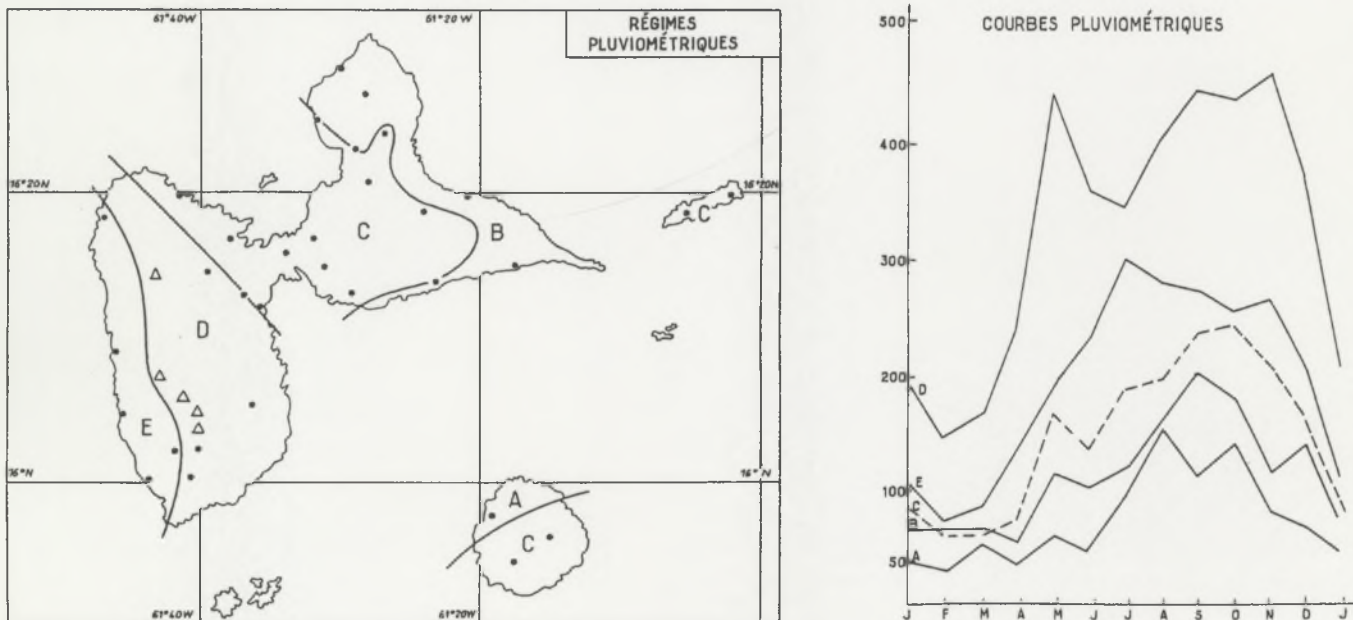 61°40W
61°20W
RÉGIMES
PLUVIOMÉTRIQUES
16°20N
16°20N
C
C
B
D
E
16°N
16°N
A
C
61°40W
61°20W
COURBES PLUVIOMÉTRIQUES
500
400
300
200
100
50
D
E
C
B
A
J F M A M J J A S O N D J